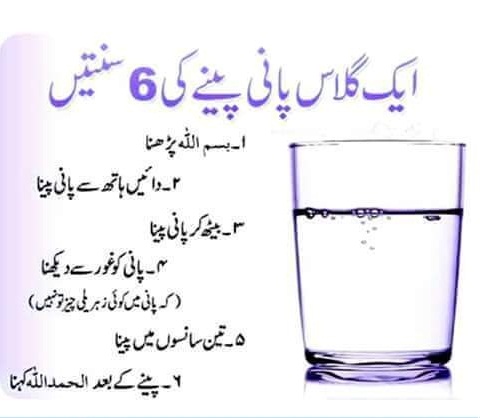 ایک گلاس پانی پینے کی 6 سنتیں
۱۔بسم اللہ پڑھنا
۲۔دائیں ہاتھ سے پانی پینا
۳۔بیٹھ کر پانی پینا
۴۔پانی کو غور سے دیکھنا
(کہ پانی میں کوئی زہریلی چیز تو نہیں)
۵۔تین سانسوں میں پینا
۶۔پینے کے بعد الحمداللہ کہنا